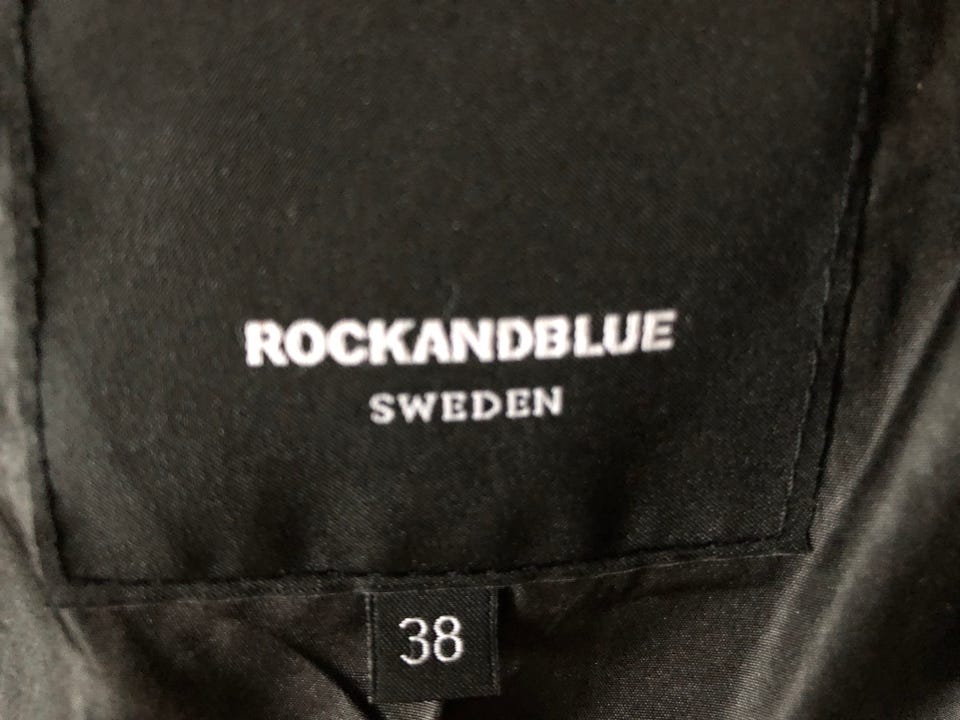 ROCKANDBLUE
SWEDEN
38